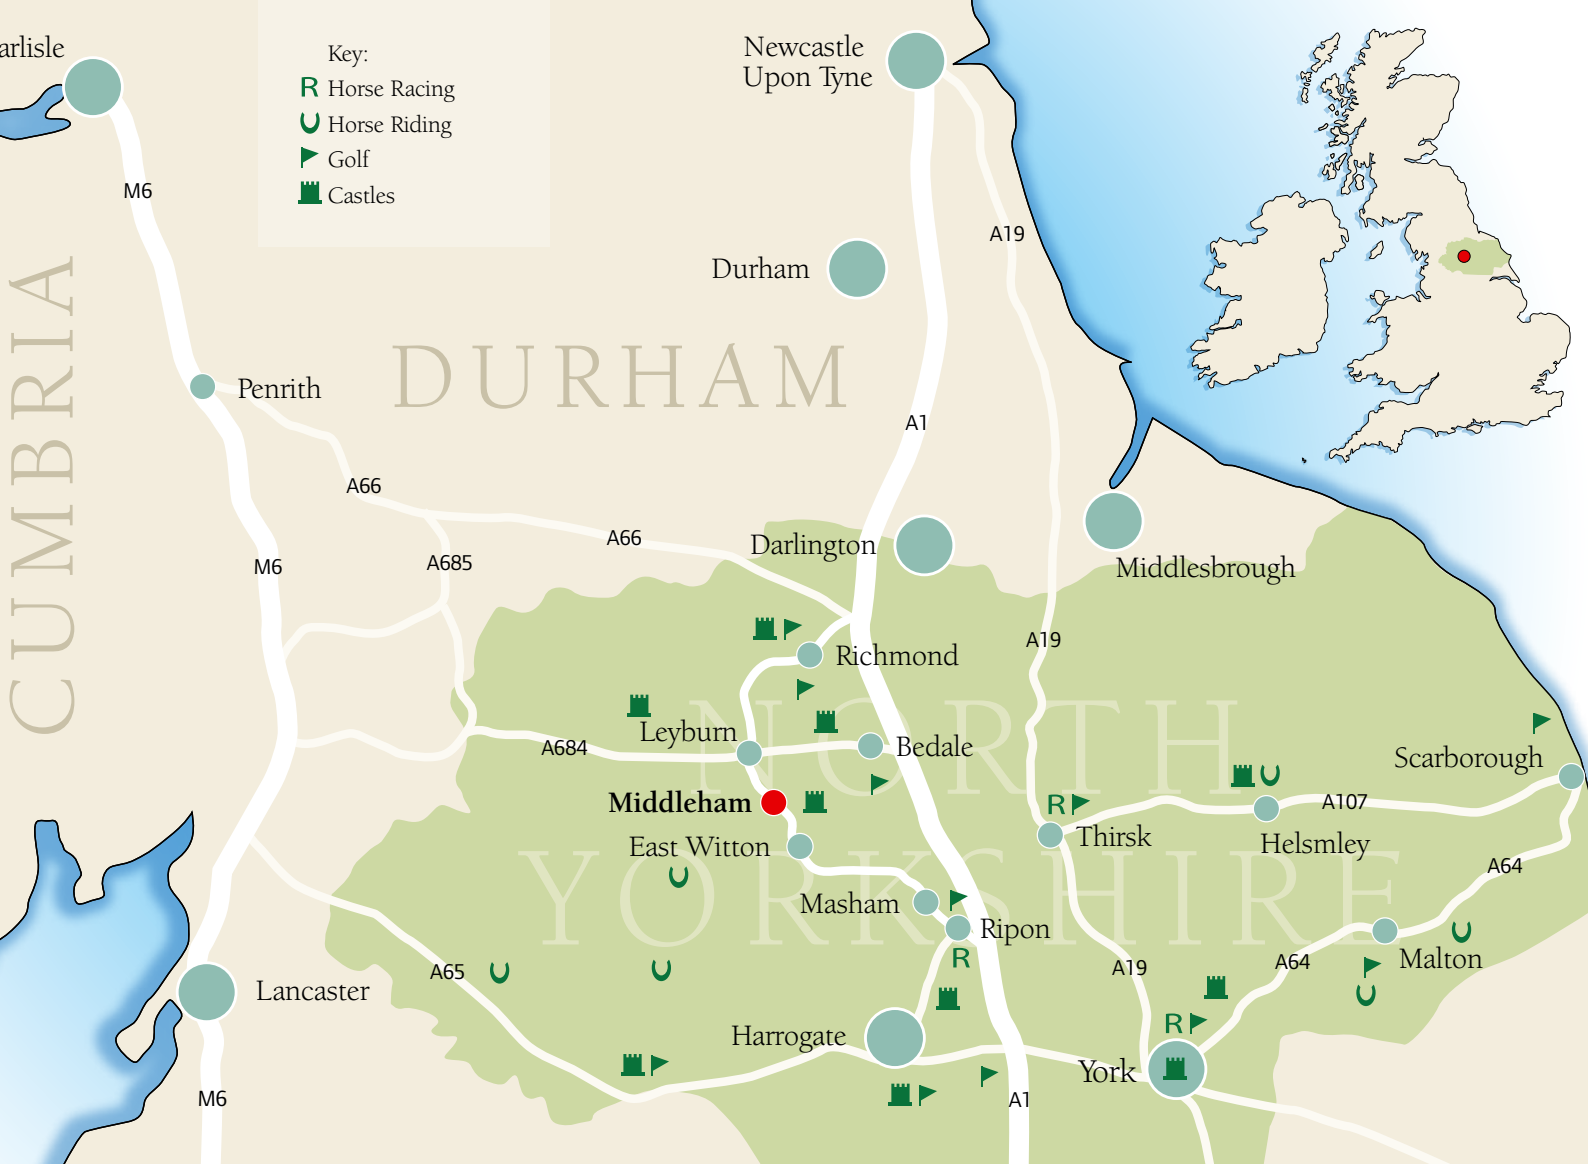 arlisle
Key:
R Horse Racing
Horse Riding
Golf
Castles
Newcastle
Upon Tyne
M6
A19
Durham
CUMBRIA
DURHAM
Penrith
A1
A66
A66
A685
M6
Darlington
Middlesbrough
A19
Richmond
NORTH
YORKSHIRE
Leyburn
A684
Bedale
Scarborough
Middleham
R
A107
Thirsk
Helsmley
East Witton
A64
Masham
Ripon
R
A65
A19
A64
Malton
Lancaster
R
Harrogate
York
M6
A1